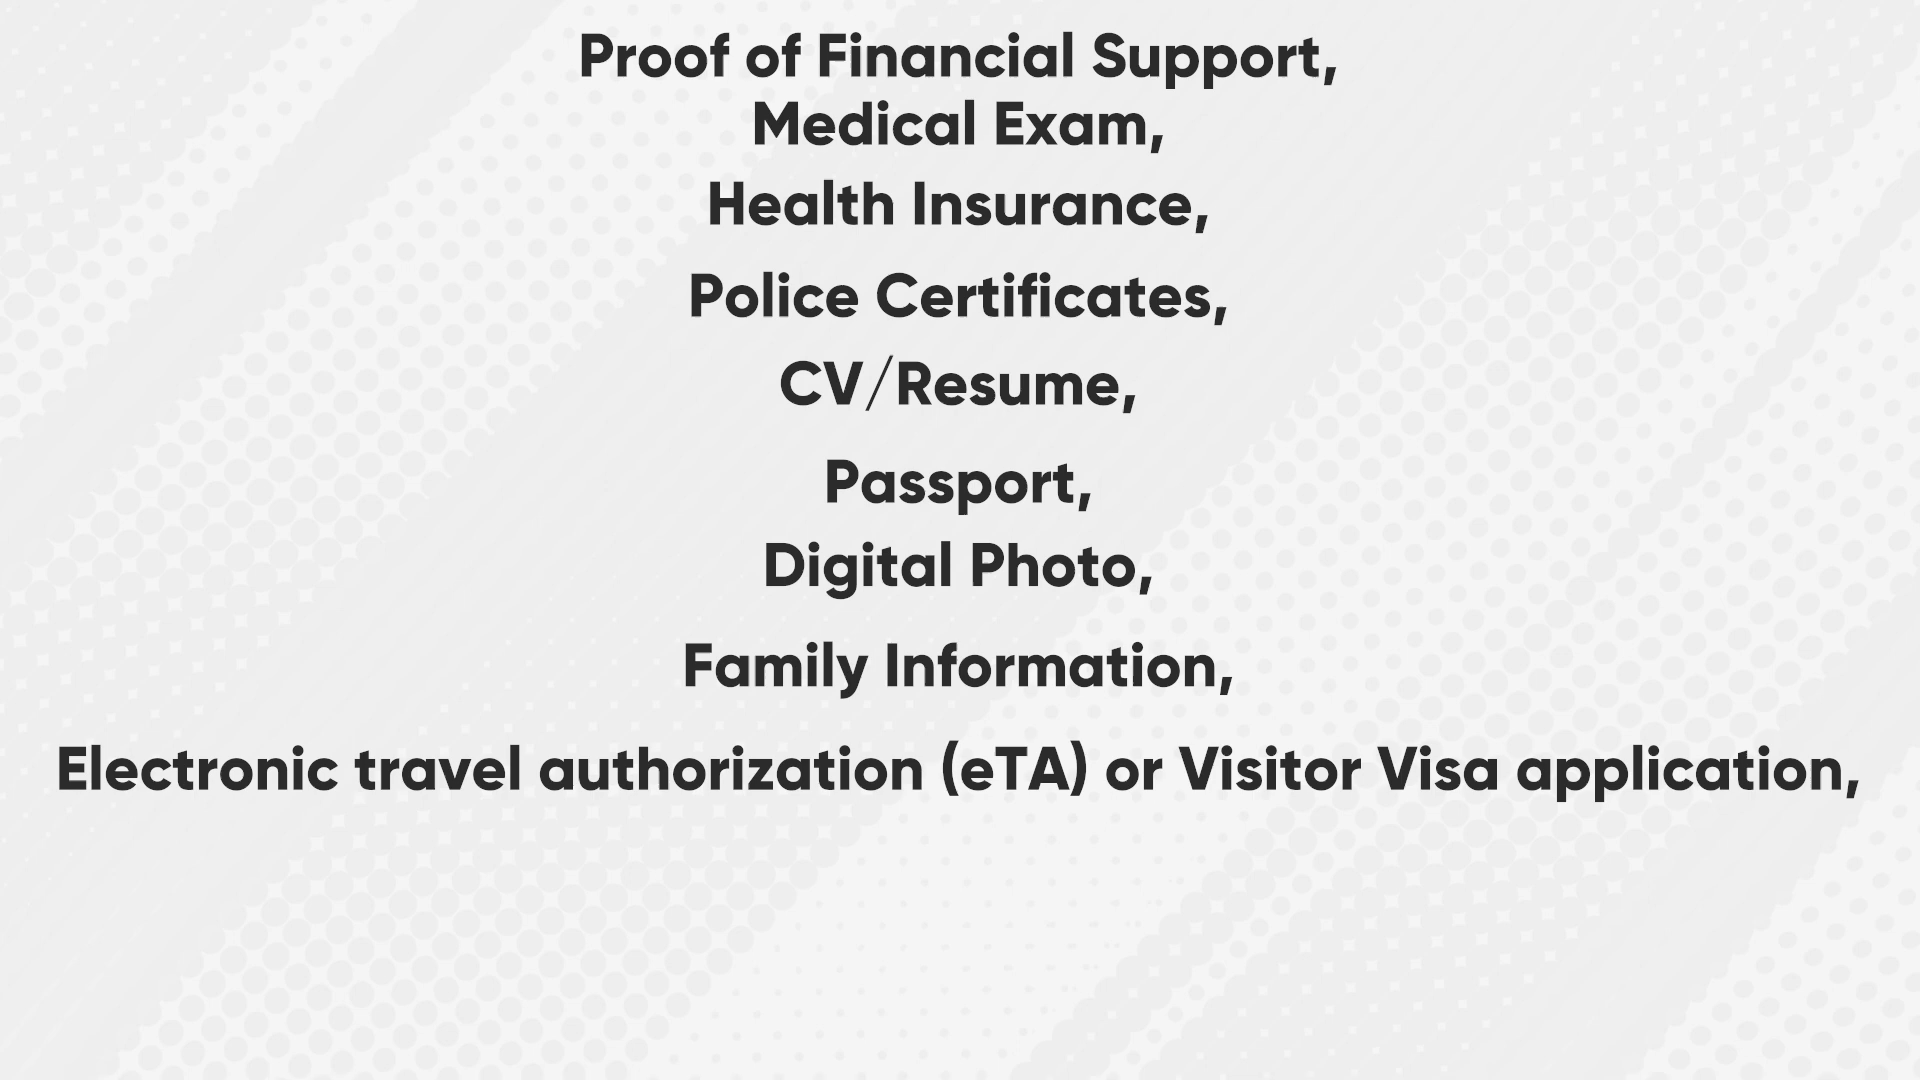 Proof of Financial Support,
Medical Exam,
Health Insurance,
Police Certificates,
CV/Resume,
Passport,
Digital Photo,
Family Information,
Electronic travel authorization (eTA) or Visitor Visa application,